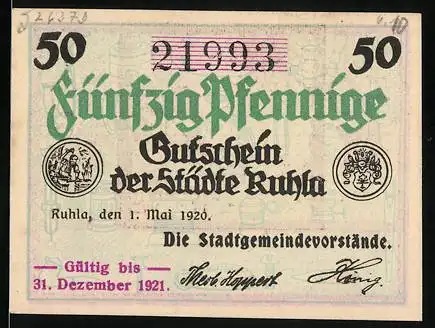 50 21993 50
Fünfzig Pfennige
Gutschein
der Städte Ruhla
Ruhla, den 1. Mai 1920.
Die Stadtgemeindevorstände.
— Gültig bis —
31. Dezember 1921.